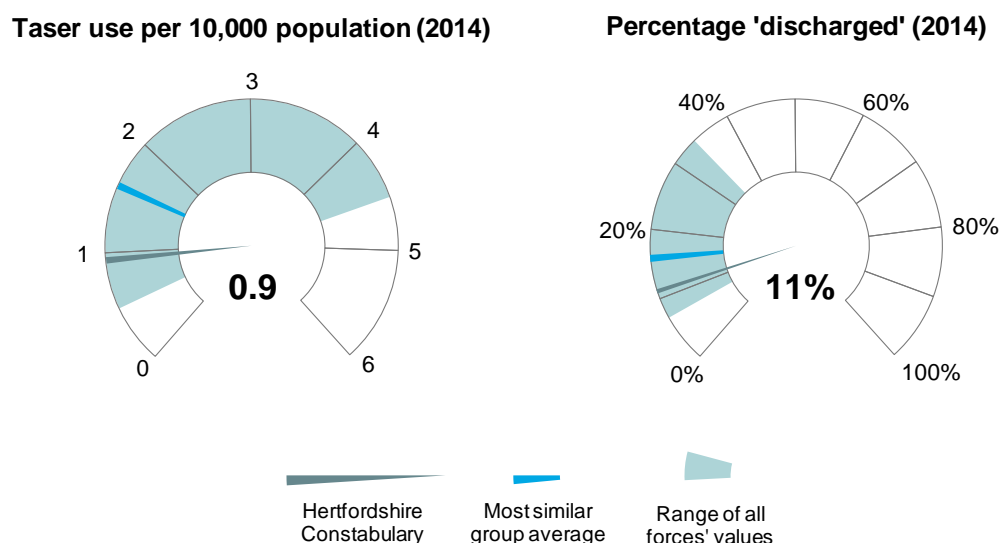 Taser use per 10,000 population (2014)
0
1
2
3
4
5
6
0.9
Percentage 'discharged' (2014)
0%
20%
40%
60%
80%
100%
11%
Hertfordshire
Constabulary
Most similar
group average
Range of all
forces' values